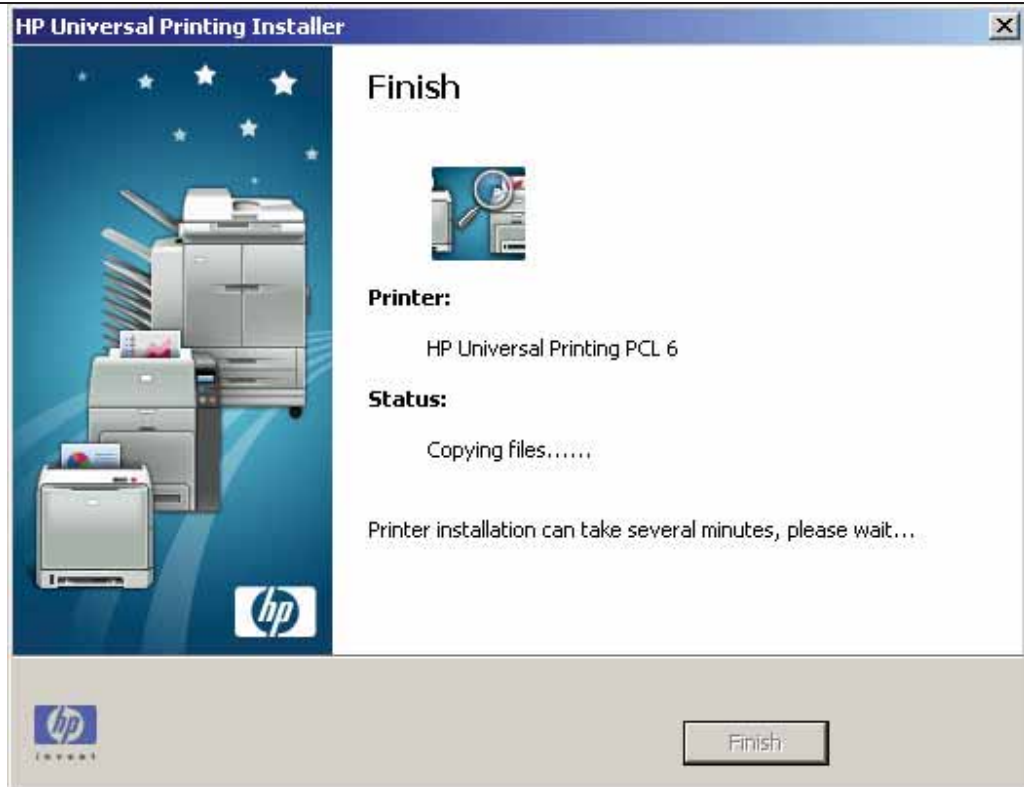 HP Universal Printing Installer
Finish
Printer:
HP Universal Printing PCL 6
Status:
Copying files......
Printer installation can take several minutes, please wait...
hp
hp
invent
Finish